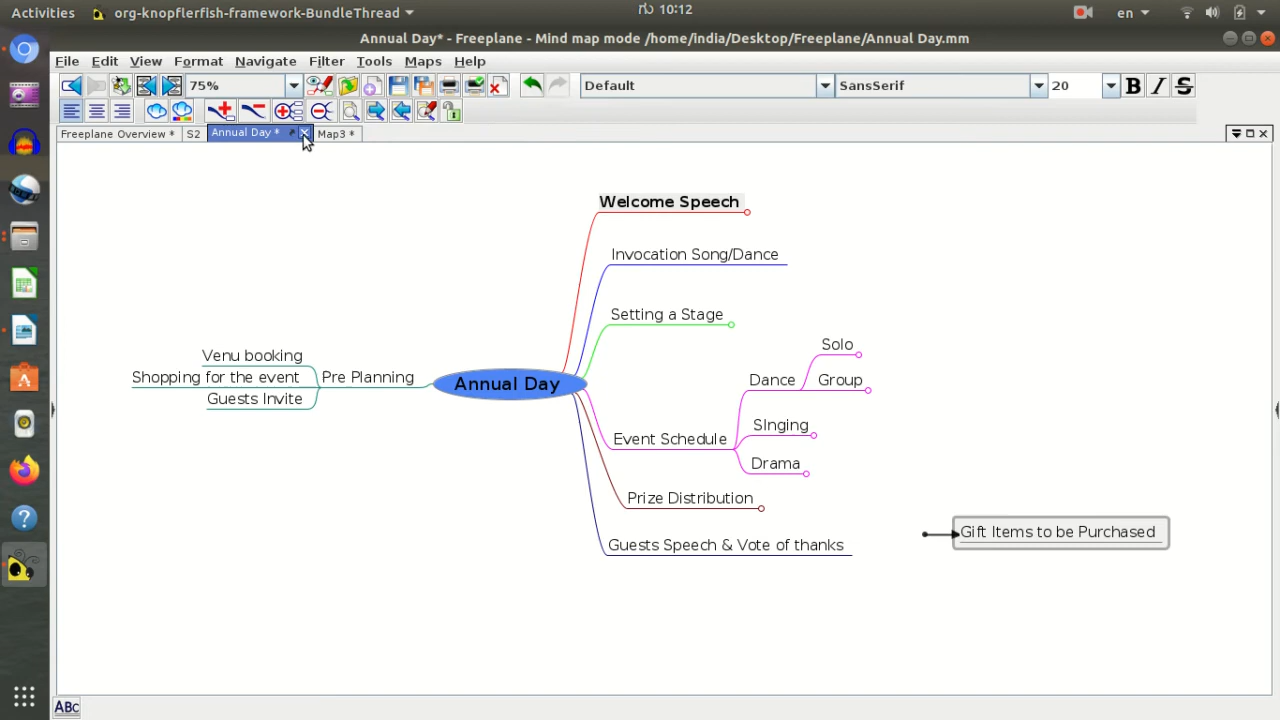 Activities org-knopflerfish-framework-BundleThread 10:12 en
Annual Day* - Freeplane - Mind map mode /home/india/Desktop/Freeplane/Annual Day.mm
File Edit View Format Navigate Filter Tools Maps Help
75% Default SansSerif 20 B I S
Freeplane Overview * S2 Annual Day * Map3 *
Welcome Speech
Invocation Song/Dance
Setting a Stage
Solo
Venu booking
Shopping for the event Pre Planning Annual Day Dance Group
Guests Invite
SInging
Event Schedule
Drama
Prize Distribution
Gift Items to be Purchased
Guests Speech & Vote of thanks
ABC